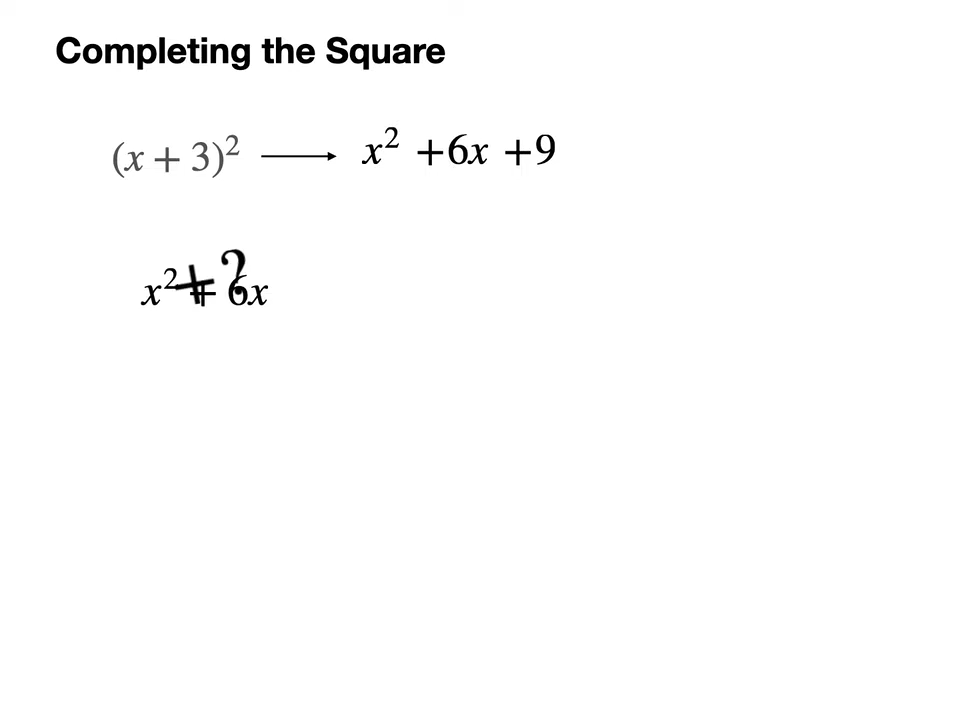 Completing the Square
(x + 3)² ⟶ x² +6x +9
x² + 6x
+ ?